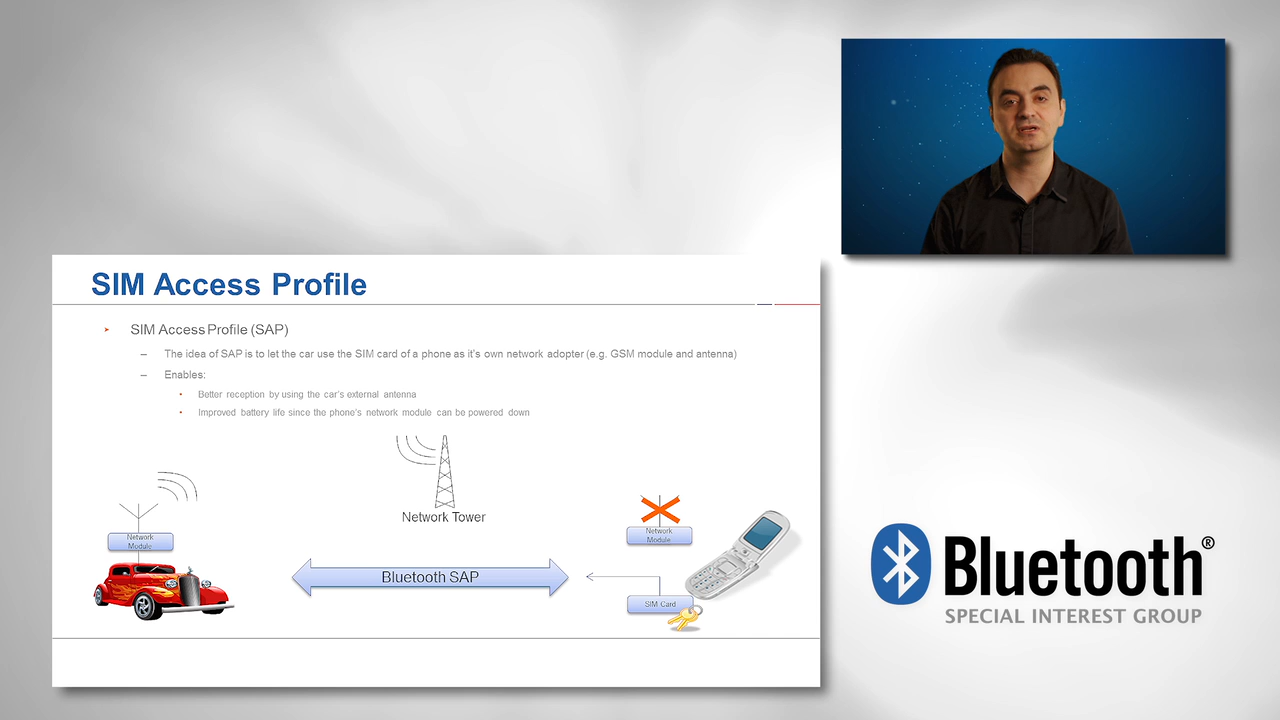 SIM Access Profile
➤ SIM Access Profile (SAP)
– The idea of SAP is to let the car use the SIM card of a phone as it's own network adopter (e.g. GSM module and antenna)
– Enables:
• Better reception by using the car's external antenna
• Improved battery life since the phone's network module can be powered down
Network Tower
Network
Module
Network
Module
Bluetooth SAP
SIM Card
Bluetooth®
SPECIAL INTEREST GROUP